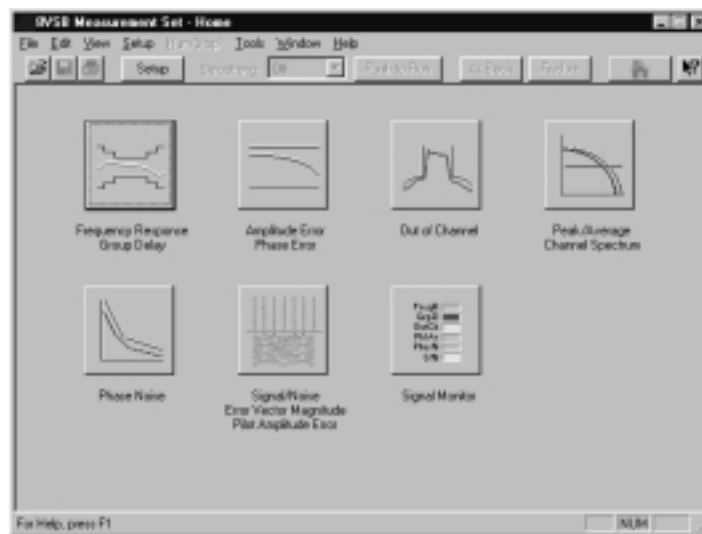 8VSB Measurement Set - Home
File Edit View Setup Tools Window Help
Setup Smoothing Off
Frequency Response
Group Delay
Amplitude Error
Phase Error
Out of Channel
Peak/Average
Channel Spectrum
Phase Noise
Signal/Noise
Error Vector Magnitude
Pilot Amplitude Error
Signal Monitor
For Help, press F1
NUM